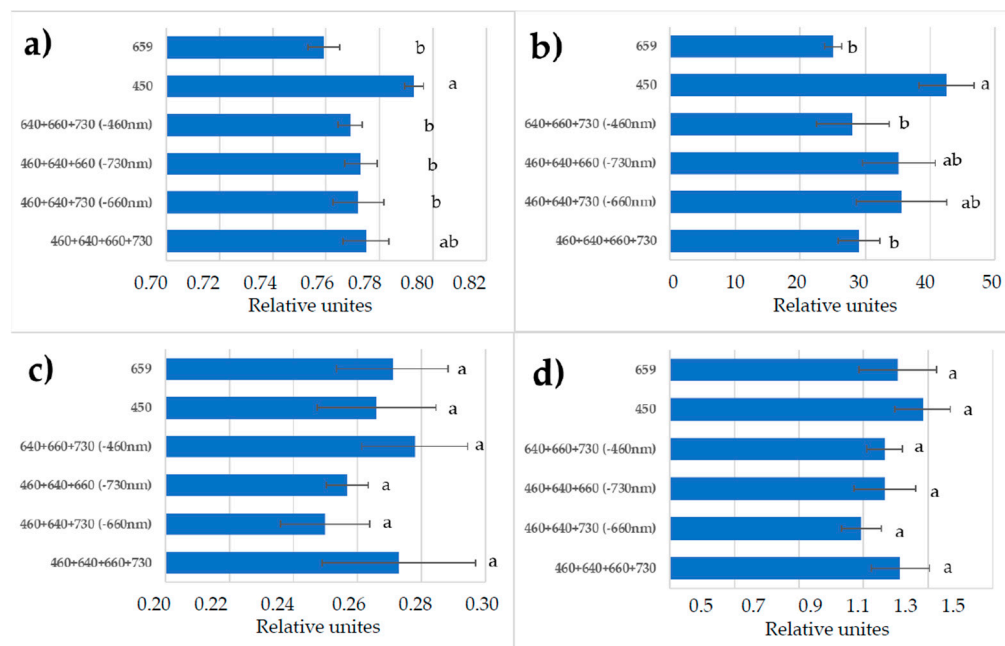 a)
659
b
450
a
640+660+730 (-460nm)
b
460+640+660 (-730nm)
b
460+640+730 (-660nm)
b
460+640+660+730
ab
0.70 0.72 0.74 0.76 0.78 0.80 0.82
Relative unites
b)
659
b
450
a
640+660+730 (-460nm)
b
460+640+660 (-730nm)
ab
460+640+730 (-660nm)
ab
460+640+660+730
b
0 10 20 30 40 50
Relative unites
c)
659
a
450
a
640+660+730 (-460nm)
a
460+640+660 (-730nm)
a
460+640+730 (-660nm)
a
460+640+660+730
a
0.20 0.22 0.24 0.26 0.28 0.30
Relative unites
d)
659
a
450
a
640+660+730 (-460nm)
a
460+640+660 (-730nm)
a
460+640+730 (-660nm)
a
460+640+660+730
a
0.5 0.7 0.9 1.1 1.3 1.5
Relative unites